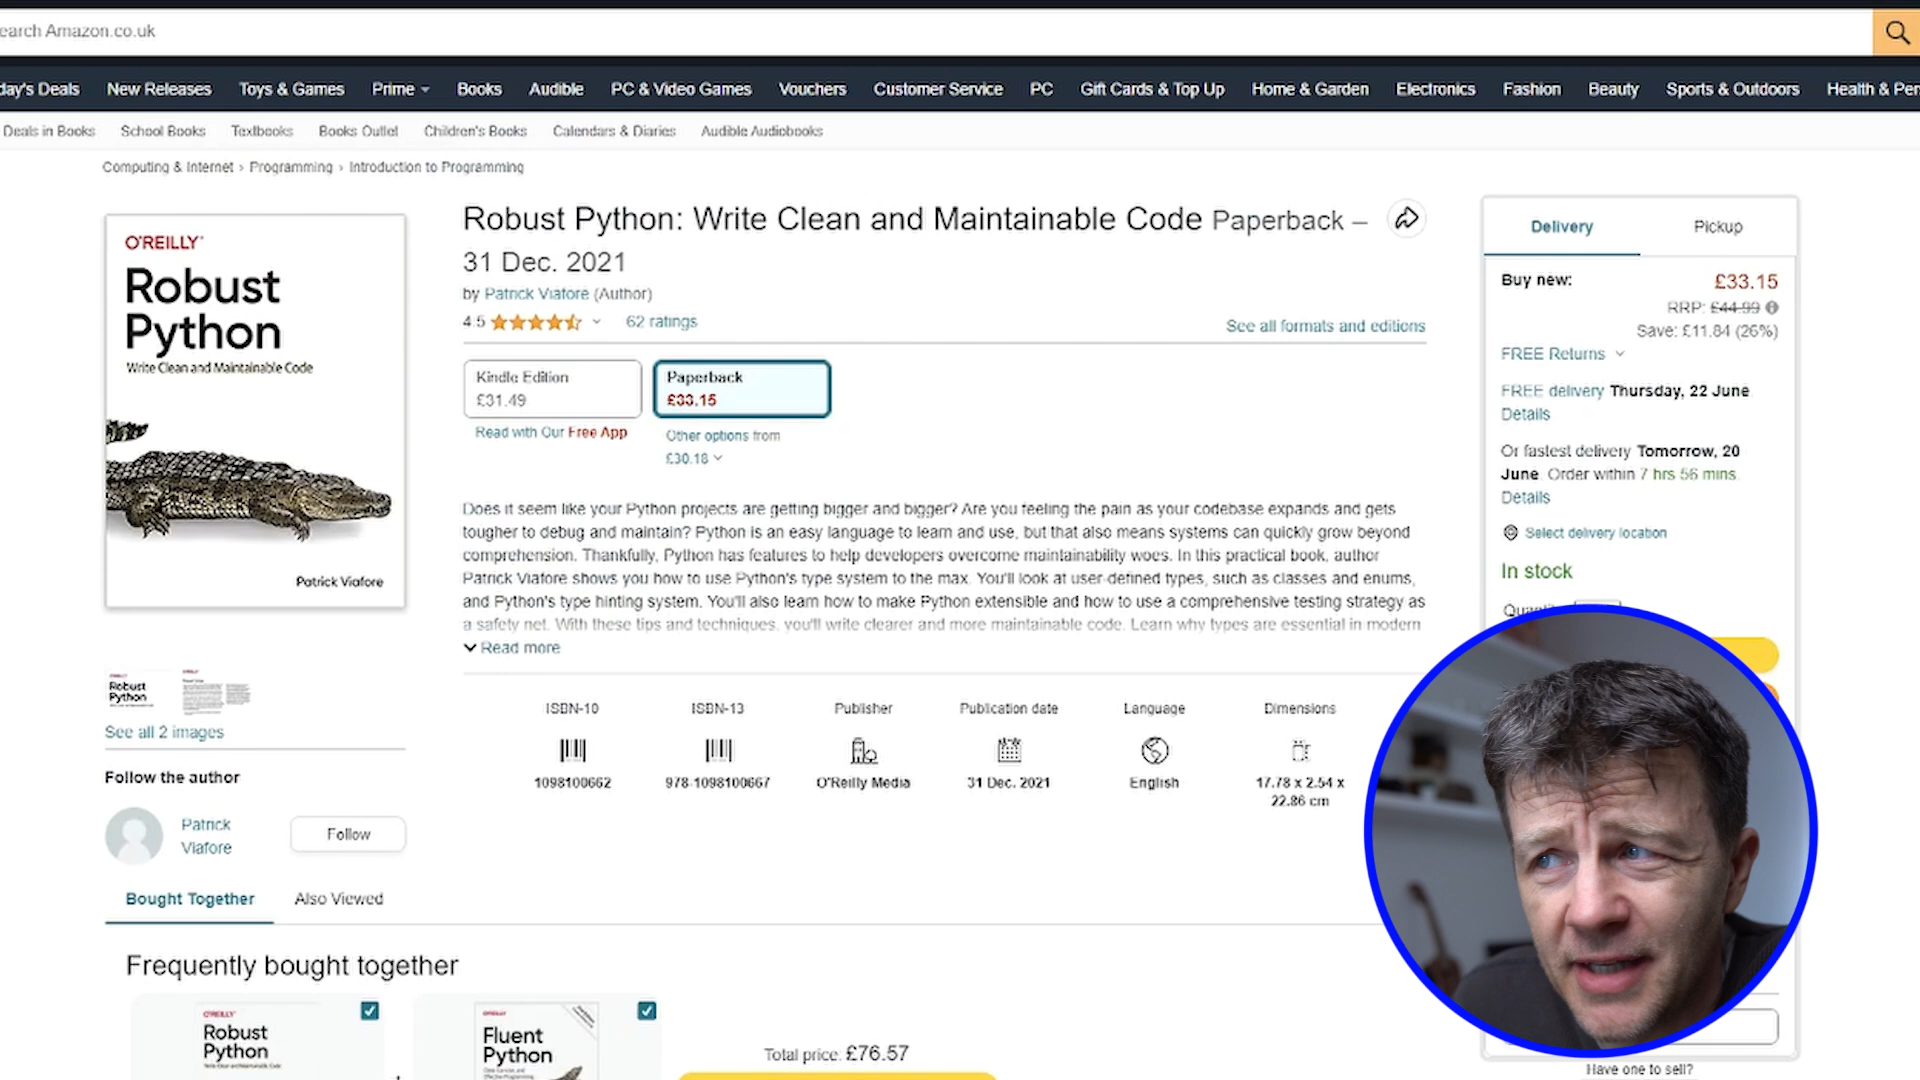 earch Amazon.co.uk
day's Deals New Releases Toys & Games Prime Books Audible PC & Video Games Vouchers Customer Service PC Gift Cards & Top Up Home & Garden Electronics Fashion Beauty Sports & Outdoors Health & Per
Deals in Books School Books Textbooks Books Outlet Children's Books Calendars & Diaries Audible Audiobooks
Computing & Internet › Programming › Introduction to Programming
O'REILLY®
Robust
Python
Write Clean and Maintainable Code
Patrick Viafore
See all 2 images
Follow the author
Patrick
Viafore
Follow
Robust Python: Write Clean and Maintainable Code Paperback –
31 Dec. 2021
by Patrick Viafore (Author)
4.5 62 ratings
See all formats and editions
Kindle Edition
£31.49
Read with Our Free App
Paperback
£33.15
Other options from
£30.18
Does it seem like your Python projects are getting bigger and bigger? Are you feeling the pain as your codebase expands and gets
tougher to debug and maintain? Python is an easy language to learn and use, but that also means systems can quickly grow beyond
comprehension. Thankfully, Python has features to help developers overcome maintainability woes. In this practical book, author
Patrick Viafore shows you how to use Python's type system to the max. You'll look at user-defined types, such as classes and enums,
and Python's type hinting system. You'll also learn how to make Python extensible and how to use a comprehensive testing strategy as
a safety net. With these tips and techniques, you'll write clearer and more maintainable code. Learn why types are essential in modern
Read more
ISBN-10
1098100662
ISBN-13
978-1098100667
Publisher
O'Reilly Media
Publication date
31 Dec. 2021
Language
English
Dimensions
17.78 x 2.54 x
22.86 cm
Delivery Pickup
Buy new: £33.15
RRP: £44.99
Save: £11.84 (26%)
FREE Returns
FREE delivery Thursday, 22 June
Details
Or fastest delivery Tomorrow, 20
June. Order within 7 hrs 56 mins.
Details
Select delivery location
In stock
Have one to sell?
Bought Together Also Viewed
Frequently bought together
O'REILLY®
Robust
Python
Write Clean and Maintainable Code
Fluent
Python
Total price: £76.57